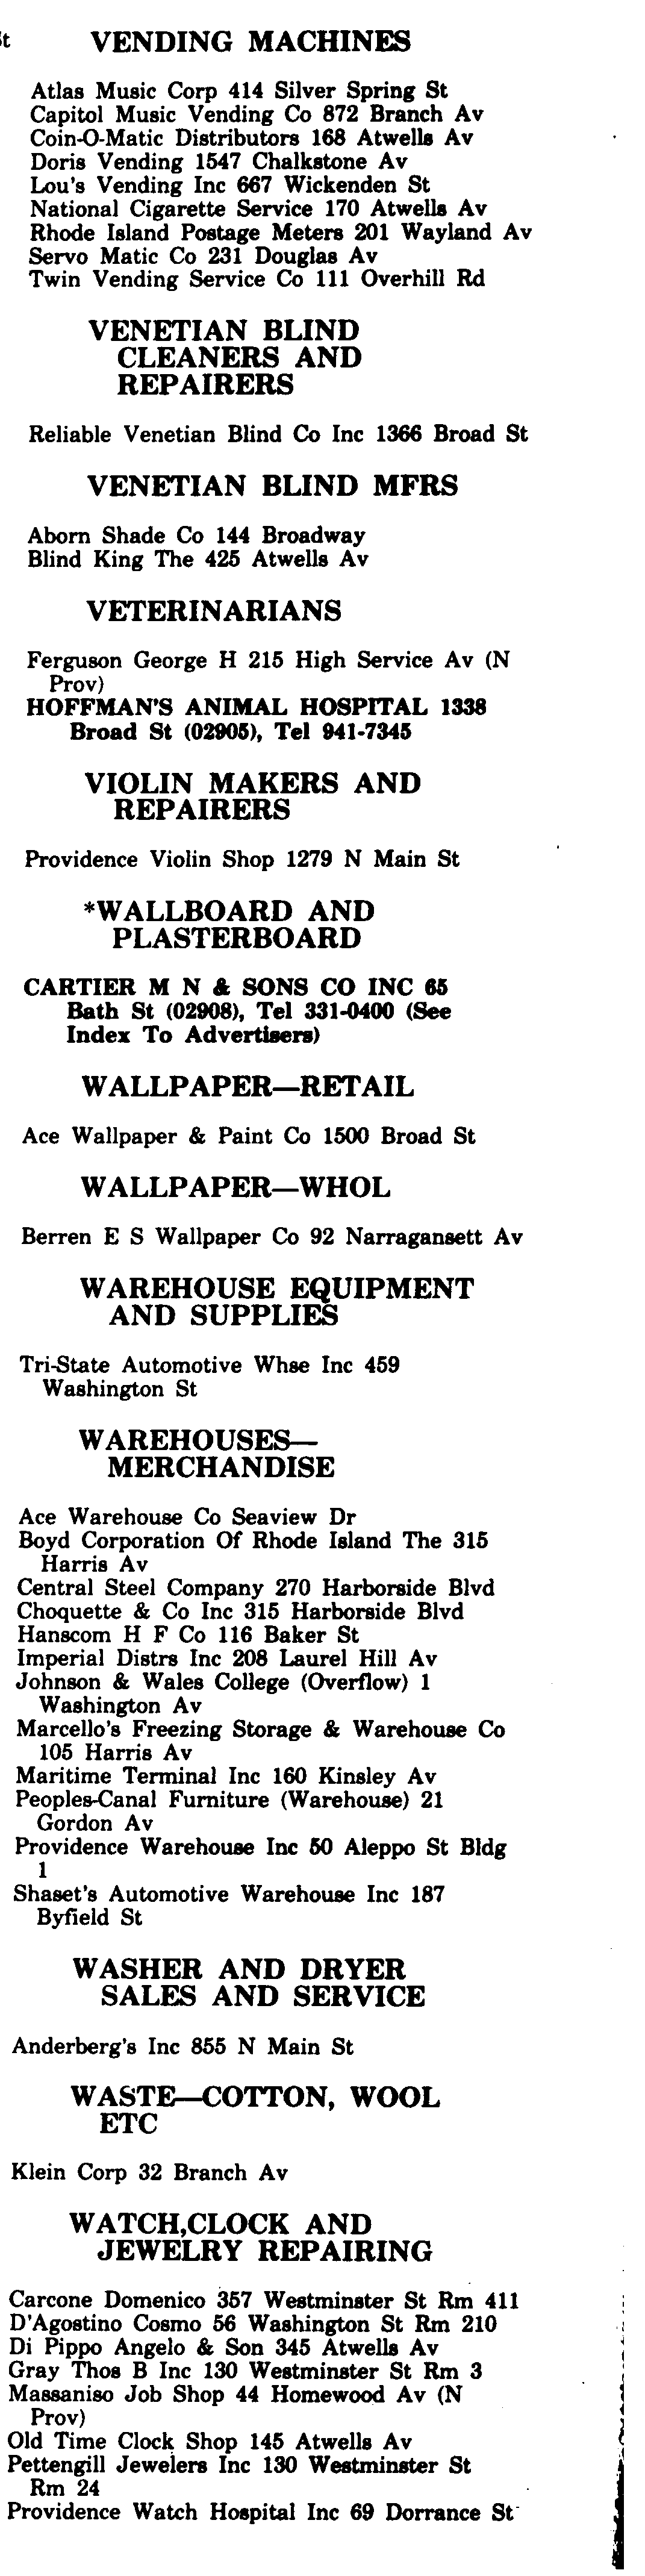 VENDING MACHINES
Atlas Music Corp 414 Silver Spring St
Capitol Music Vending Co 872 Branch Av
Coin-O-Matic Distributors 168 Atwells Av
Doris Vending 1547 Chalkstone Av
Lou's Vending Inc 667 Wickenden St
National Cigarette Service 170 Atwells Av
Rhode Island Postage Meters 201 Wayland Av
Servo Matic Co 231 Douglas Av
Twin Vending Service Co 111 Overhill Rd
VENETIAN BLIND
CLEANERS AND
REPAIRERS
Reliable Venetian Blind Co Inc 1366 Broad St
VENETIAN BLIND MFRS
Aborn Shade Co 144 Broadway
Blind King The 425 Atwells Av
VETERINARIANS
Ferguson George H 215 High Service Av (N
Prov)
HOFFMAN'S ANIMAL HOSPITAL 1338
Broad St (02905), Tel 941-7345
VIOLIN MAKERS AND
REPAIRERS
Providence Violin Shop 1279 N Main St
*WALLBOARD AND
PLASTERBOARD
CARTIER M N & SONS CO INC 65
Bath St (02908), Tel 331-0400 (See
Index To Advertisers)
WALLPAPER—RETAIL
Ace Wallpaper & Paint Co 1500 Broad St
WALLPAPER—WHOL
Berren E S Wallpaper Co 92 Narragansett Av
WAREHOUSE EQUIPMENT
AND SUPPLIES
Tri-State Automotive Whse Inc 459
Washington St
WAREHOUSES—
MERCHANDISE
Ace Warehouse Co Seaview Dr
Boyd Corporation Of Rhode Island The 315
Harris Av
Central Steel Company 270 Harborside Blvd
Choquette & Co Inc 315 Harborside Blvd
Hanscom H F Co 116 Baker St
Imperial Distrs Inc 208 Laurel Hill Av
Johnson & Wales College (Overflow) 1
Washington Av
Marcello's Freezing Storage & Warehouse Co
105 Harris Av
Maritime Terminal Inc 160 Kinsley Av
Peoples-Canal Furniture (Warehouse) 21
Gordon Av
Providence Warehouse Inc 50 Aleppo St Bldg
1
Shaset's Automotive Warehouse Inc 187
Byfield St
WASHER AND DRYER
SALES AND SERVICE
Anderberg's Inc 855 N Main St
WASTE—COTTON, WOOL
ETC
Klein Corp 32 Branch Av
WATCH,CLOCK AND
JEWELRY REPAIRING
Carcone Domenico 357 Westminster St Rm 411
D'Agostino Cosmo 56 Washington St Rm 210
Di Pippo Angelo & Son 345 Atwells Av
Gray Thos B Inc 130 Westminster St Rm 3
Massaniso Job Shop 44 Homewood Av (N
Prov)
Old Time Clock Shop 145 Atwells Av
Pettengill Jewelers Inc 130 Westminster St
Rm 24
Providence Watch Hospital Inc 69 Dorrance St